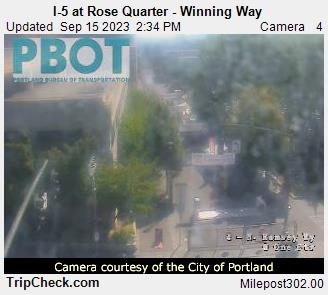 I-5 at Rose Quarter - Winning Way
Updated Sep 15 2023 2:34 PM Camera 4
PBOT
PORTLAND BUREAU OF TRANSPORTATION
Camera courtesy of the City of Portland
TripCheck.com Milepost302.00